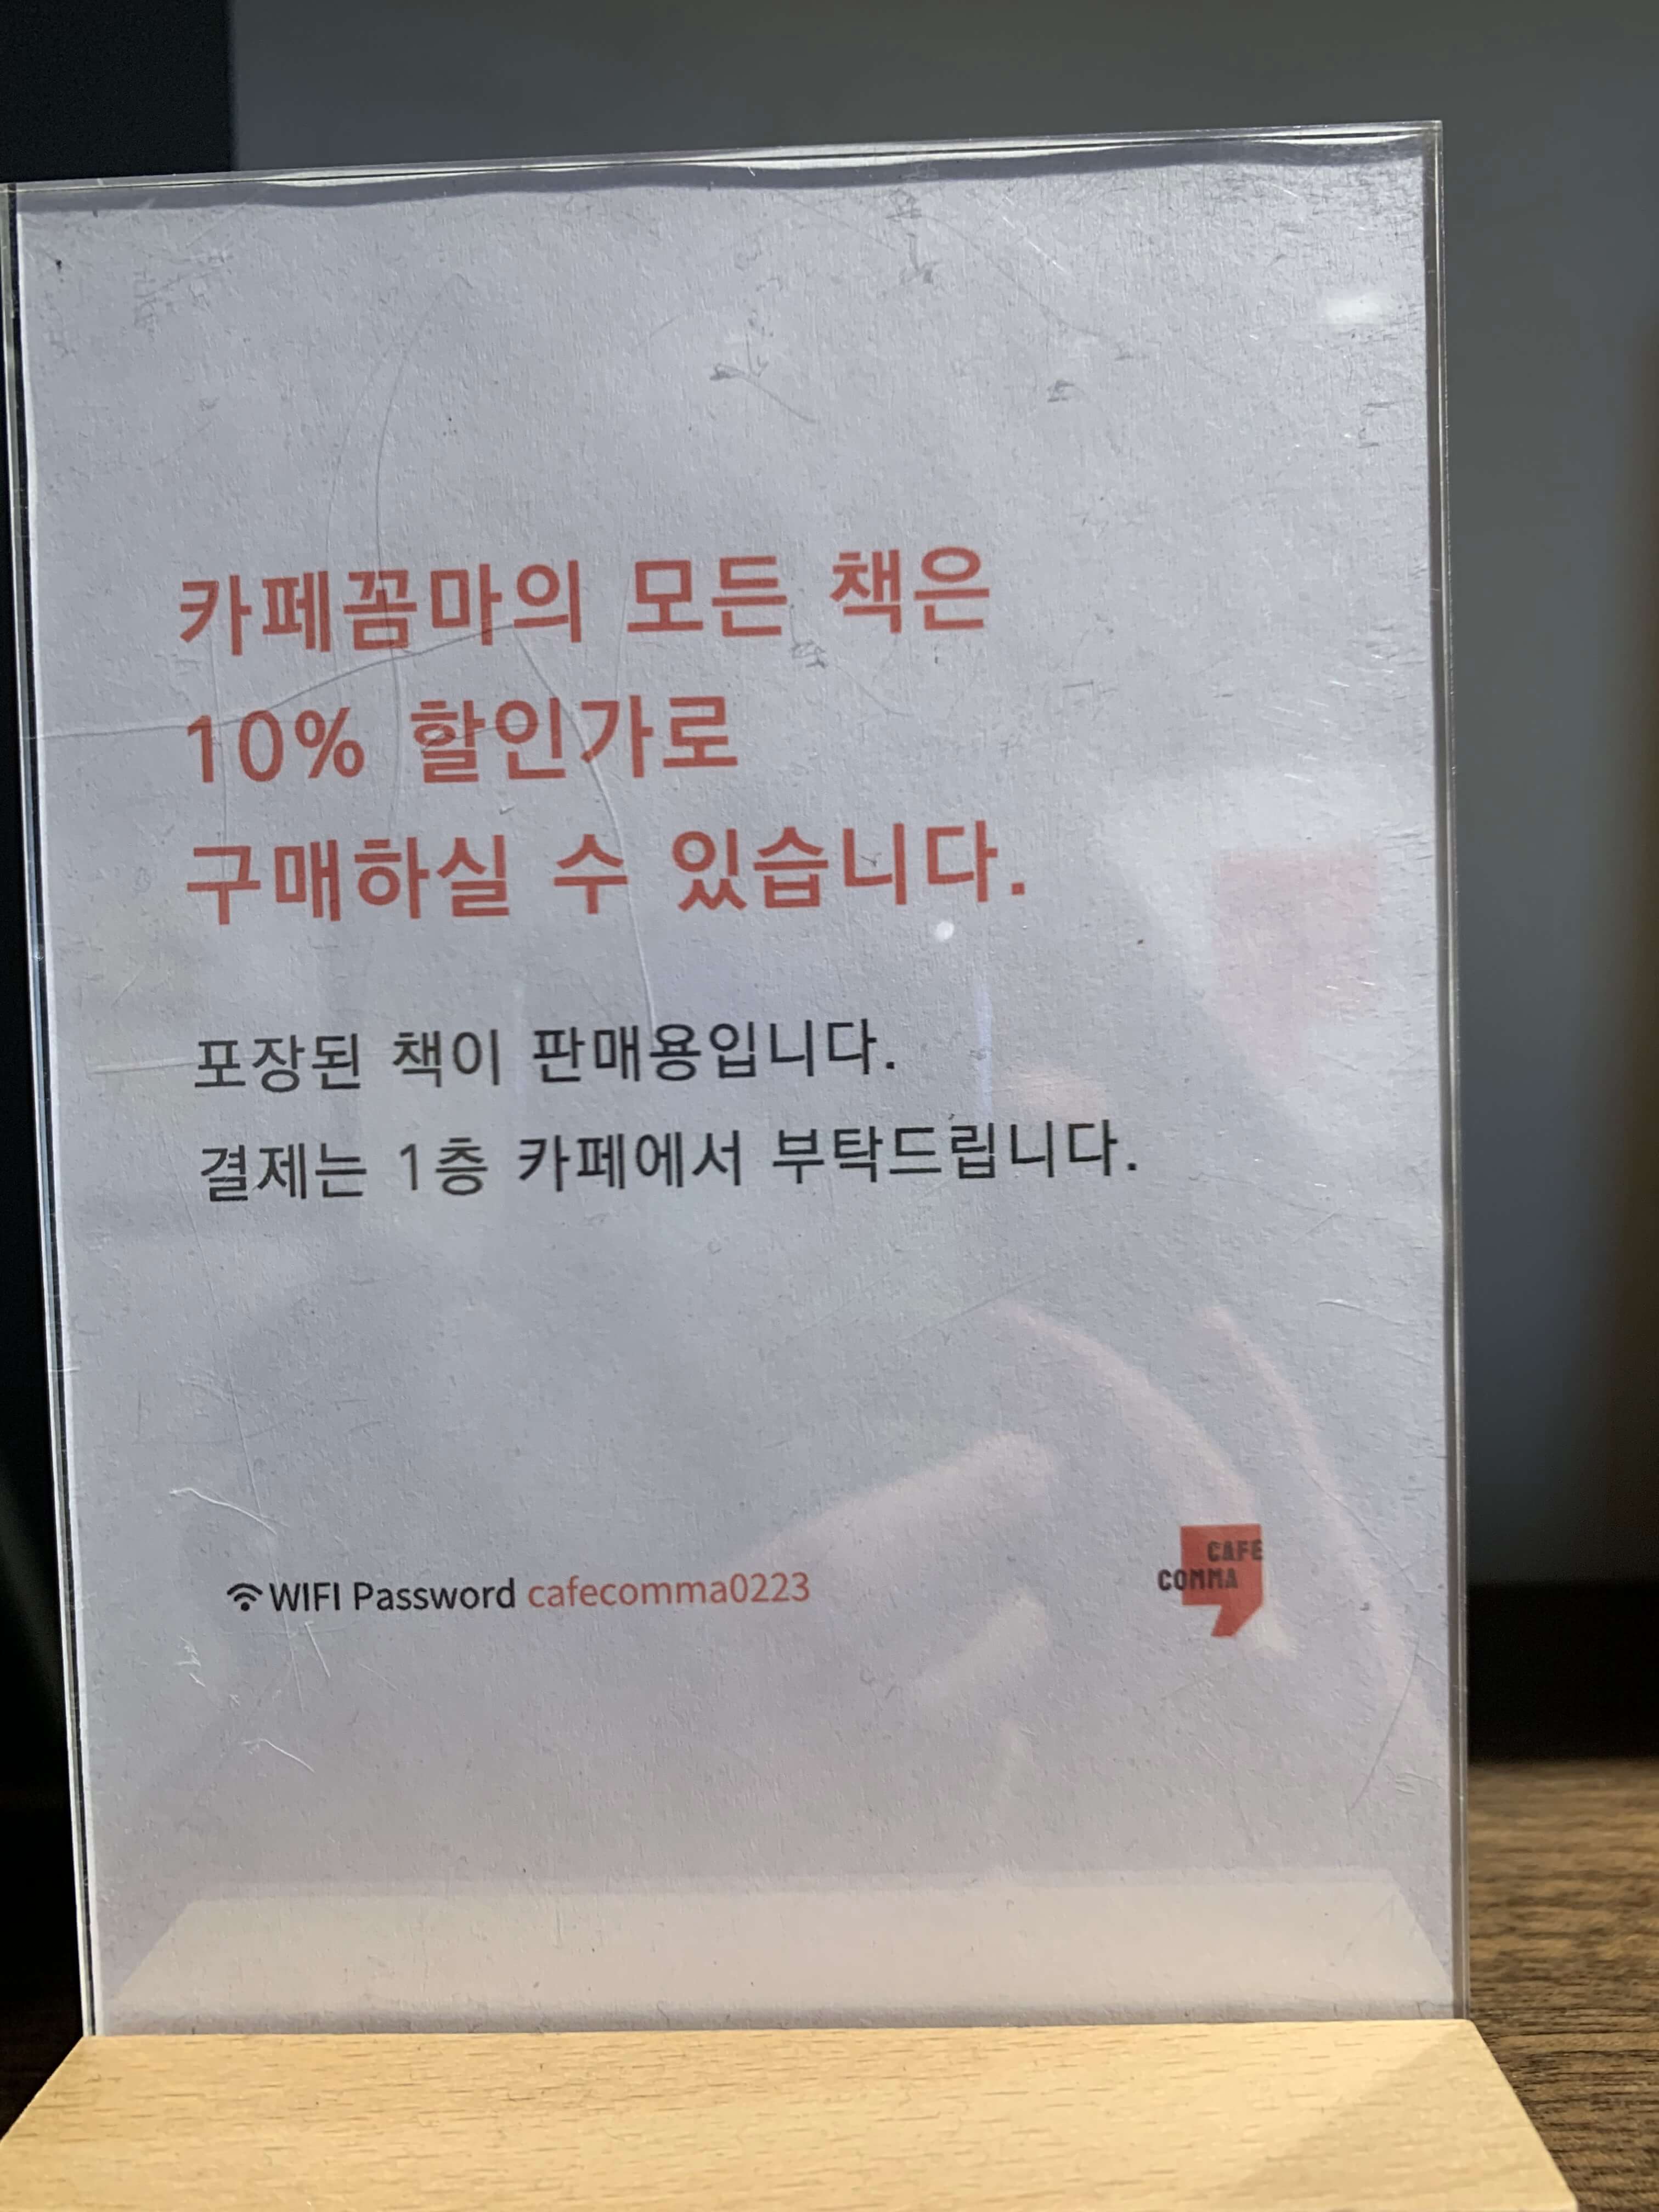 카페꼼마의 모든 책은
10% 할인가로
구매하실 수 있습니다.
포장된 책이 판매용입니다.
결제는 1층 카페에서 부탁드립니다.
WIFI Password cafecomma0223
CAFE
COMMA